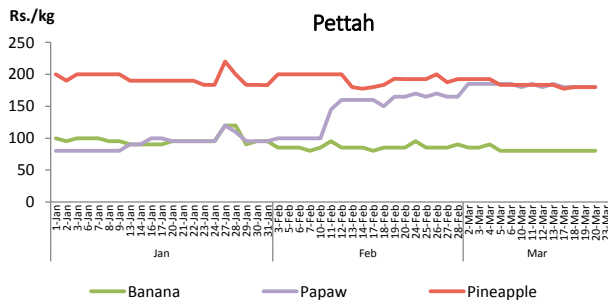 Rs./kg
Pettah
250
200
150
100
50
0
1-Jan
2-Jan
3-Jan
6-Jan
7-Jan
8-Jan
9-Jan
13-Jan
14-Jan
16-Jan
17-Jan
20-Jan
21-Jan
22-Jan
23-Jan
24-Jan
27-Jan
28-Jan
29-Jan
30-Jan
31-Jan
3-Feb
5-Feb
6-Feb
7-Feb
10-Feb
11-Feb
12-Feb
13-Feb
14-Feb
17-Feb
18-Feb
19-Feb
20-Feb
24-Feb
25-Feb
26-Feb
27-Feb
28-Feb
2-Mar
3-Mar
4-Mar
5-Mar
6-Mar
10-Mar
11-Mar
12-Mar
13-Mar
17-Mar
18-Mar
19-Mar
20-Mar
23-Mar
Jan
Feb
Mar
Banana
Papaw
Pineapple